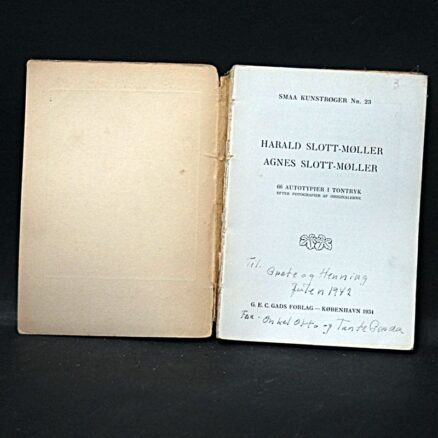 3
SMAA KUNSTBØGER No. 23
HARALD SLOTT-MØLLER
AGNES SLOTT-MØLLER
66 AUTOTYPIER I TONTRYK
EFTER FOTOGRAFIER AF ORIGINALERNE
Til Grete og Henning
Julen 1942
G. E. C. GADS FORLAG — KØBENHAVN 1934
Fra Onkel Otto og Tante